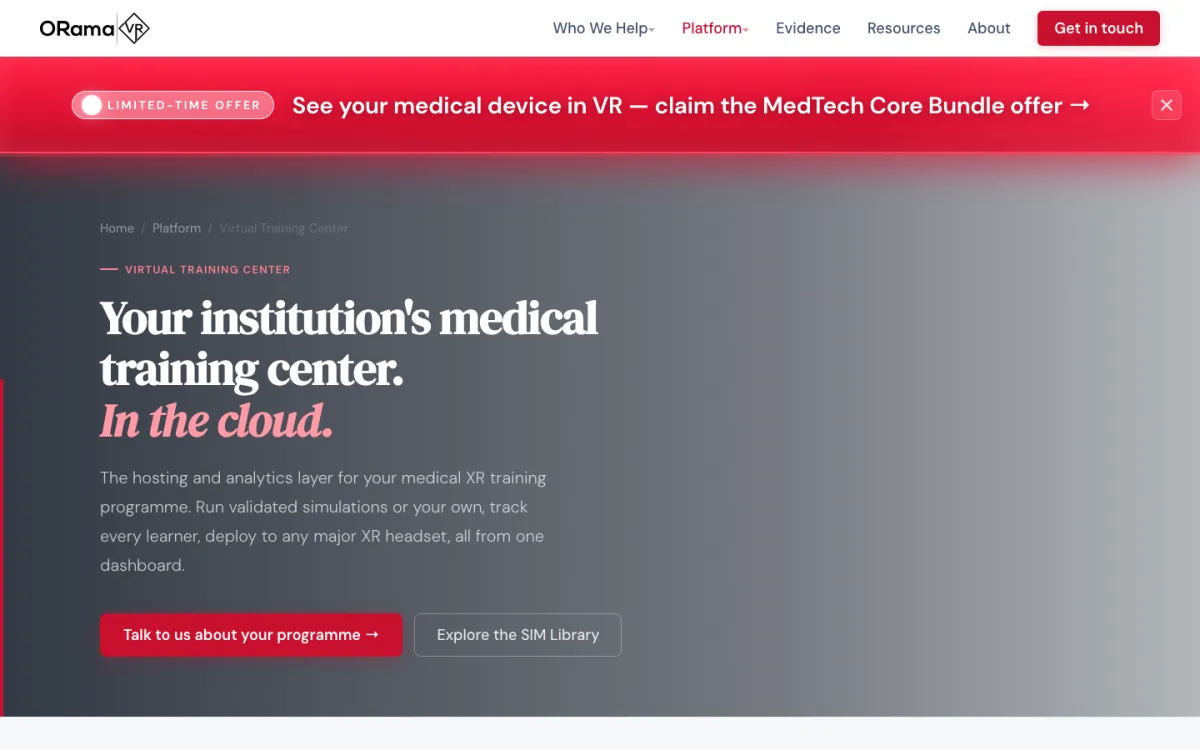 ORama VR
Who We Help
Platform
Evidence
Resources
About
Get in touch
LIMITED-TIME OFFER
See your medical device in VR — claim the MedTech Core Bundle offer →
Home / Platform / Virtual Training Center
VIRTUAL TRAINING CENTER
Your institution's medical
training center.
In the cloud.
The hosting and analytics layer for your medical XR training
programme. Run validated simulations or your own, track
every learner, deploy to any major XR headset, all from one
dashboard.
Talk to us about your programme →
Explore the SIM Library